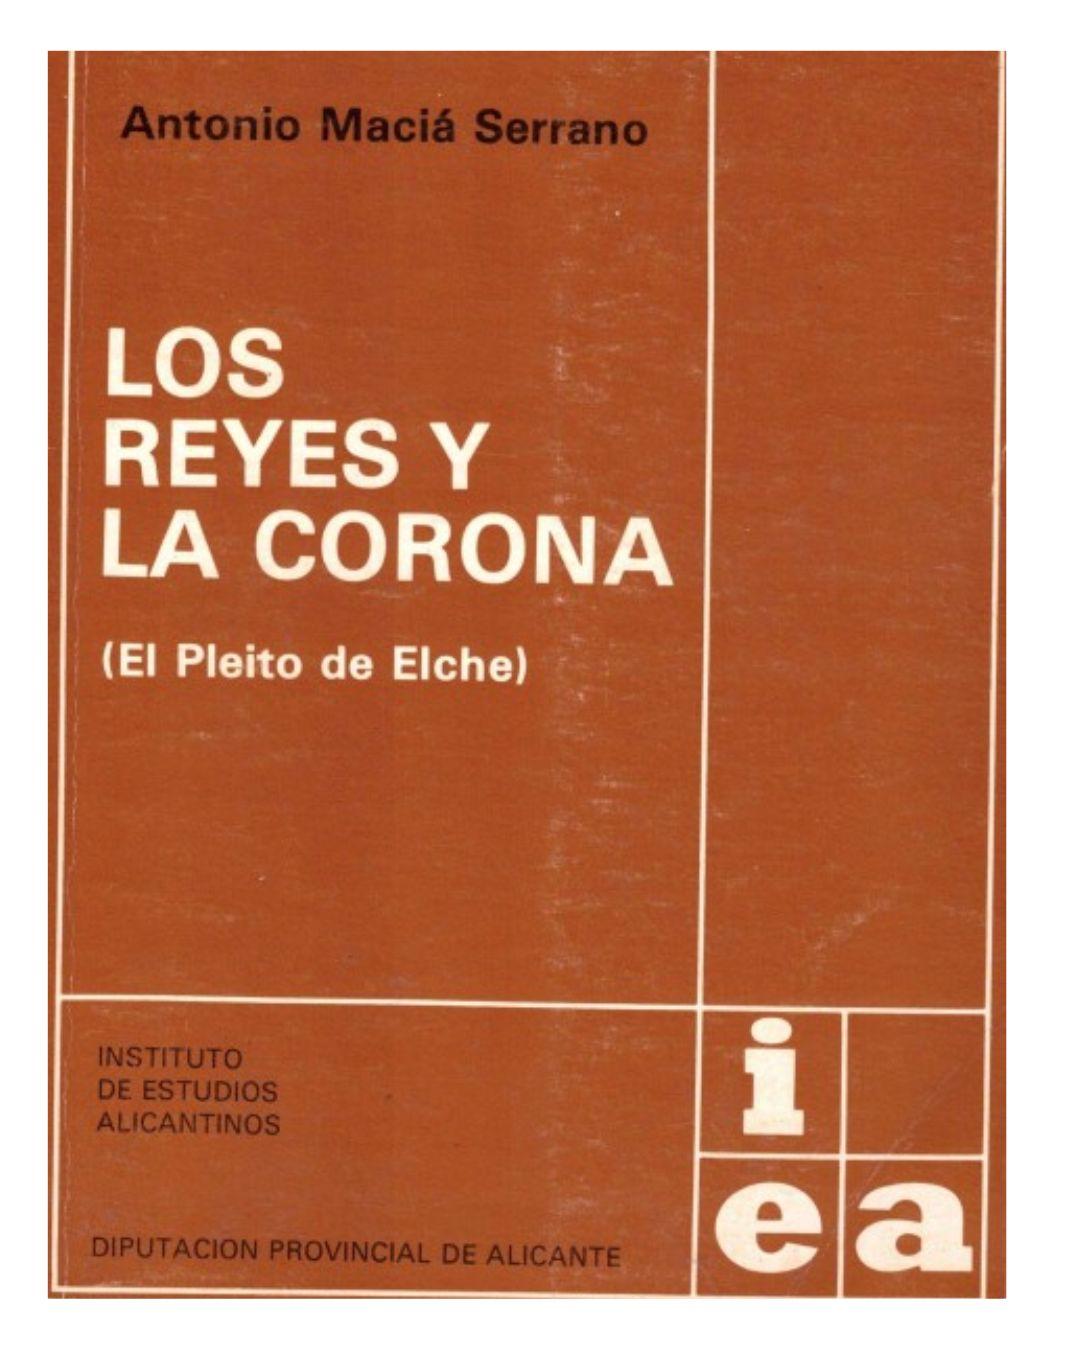 Antonio Maciá Serrano
LOS
REYES Y
LA CORONA
(El Pleito de Elche)
INSTITUTO
DE ESTUDIOS
ALICANTINOS
DIPUTACION PROVINCIAL DE ALICANTE
i
ea